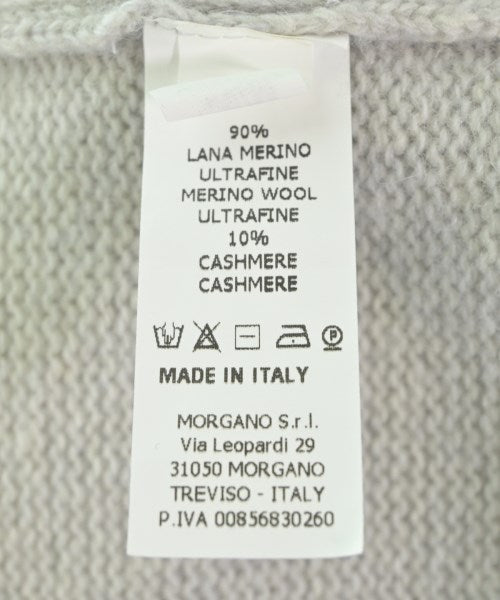 90%
LANA MERINO
ULTRAFINE
MERINO WOOL
ULTRAFINE
10%
CASHMERE
CASHMERE
P
MADE IN ITALY
MORGANO S.r.l.
Via Leopardi 29
31050 MORGANO
TREVISO - ITALY
P.IVA 00856830260